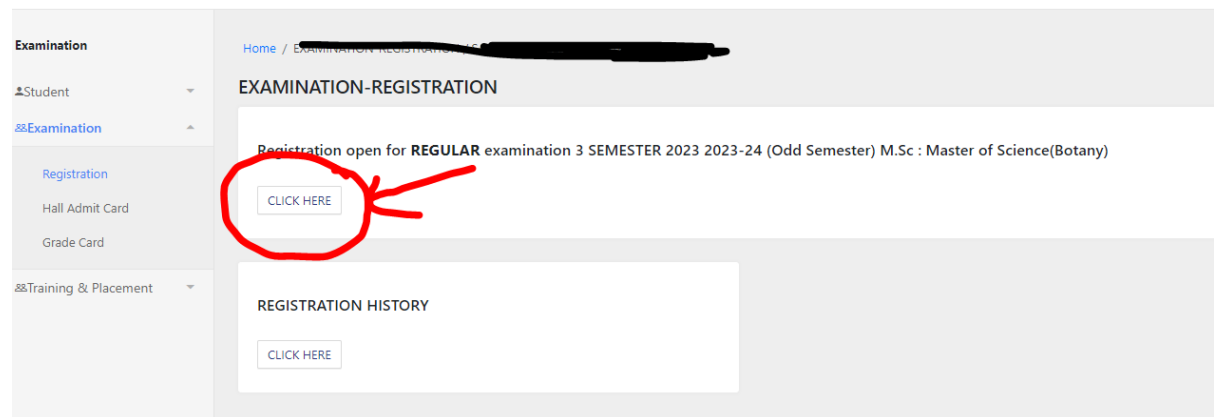 Examination
Student
Examination
Registration
Hall Admit Card
Grade Card
Training & Placement
Home /
EXAMINATION-REGISTRATION
Registration open for REGULAR examination 3 SEMESTER 2023 2023-24 (Odd Semester) M.Sc : Master of Science(Botany)
CLICK HERE
REGISTRATION HISTORY
CLICK HERE